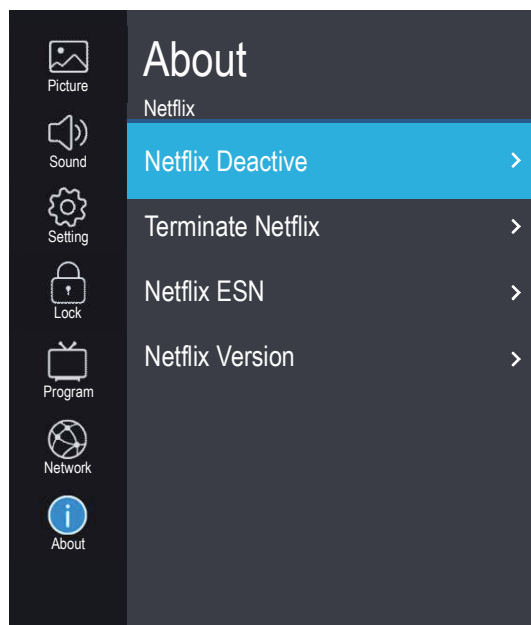 Picture
Sound
Setting
Lock
Program
Network
About
About
Netflix
Netflix Deactive
Terminate Netflix
Netflix ESN
Netflix Version